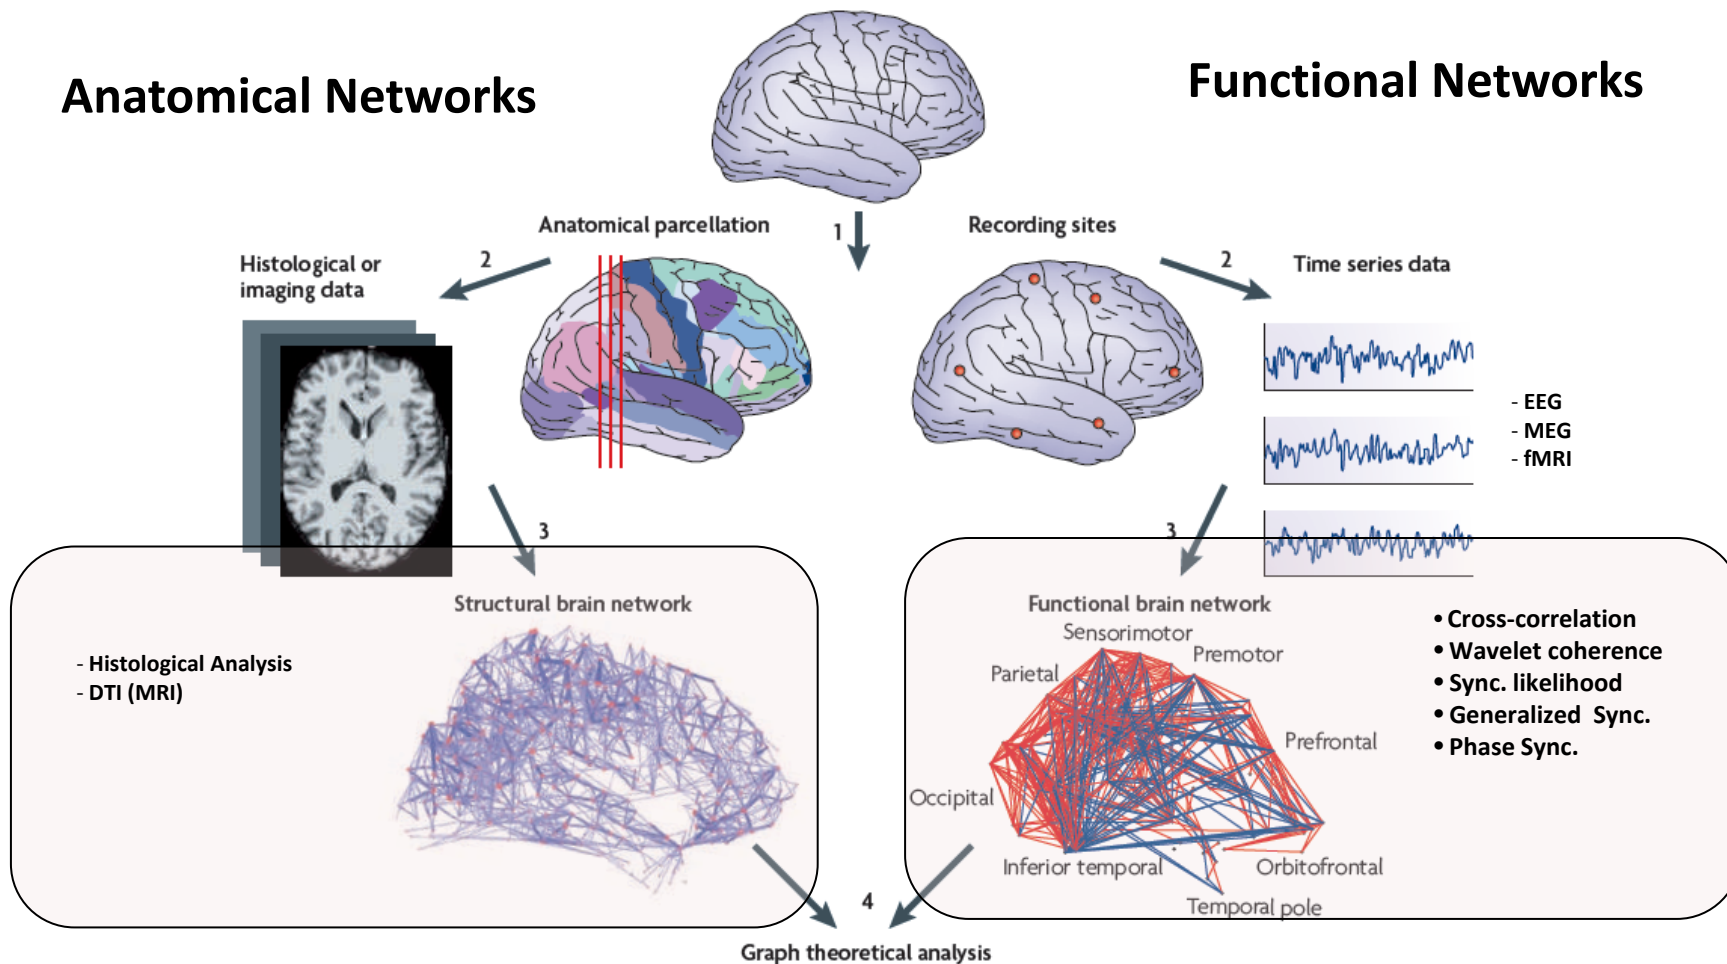 Anatomical Networks
Functional Networks
1
Anatomical parcellation
Recording sites
2
2
Histological or
imaging data
Time series data
- EEG
- MEG
- fMRI
3
3
Structural brain network
- Histological Analysis
- DTI (MRI)
Functional brain network
Sensorimotor
Premotor
Parietal
Prefrontal
Occipital
Inferior temporal
Orbitofrontal
Temporal pole
• Cross-correlation
• Wavelet coherence
• Sync. likelihood
• Generalized Sync.
• Phase Sync.
4
Graph theoretical analysis